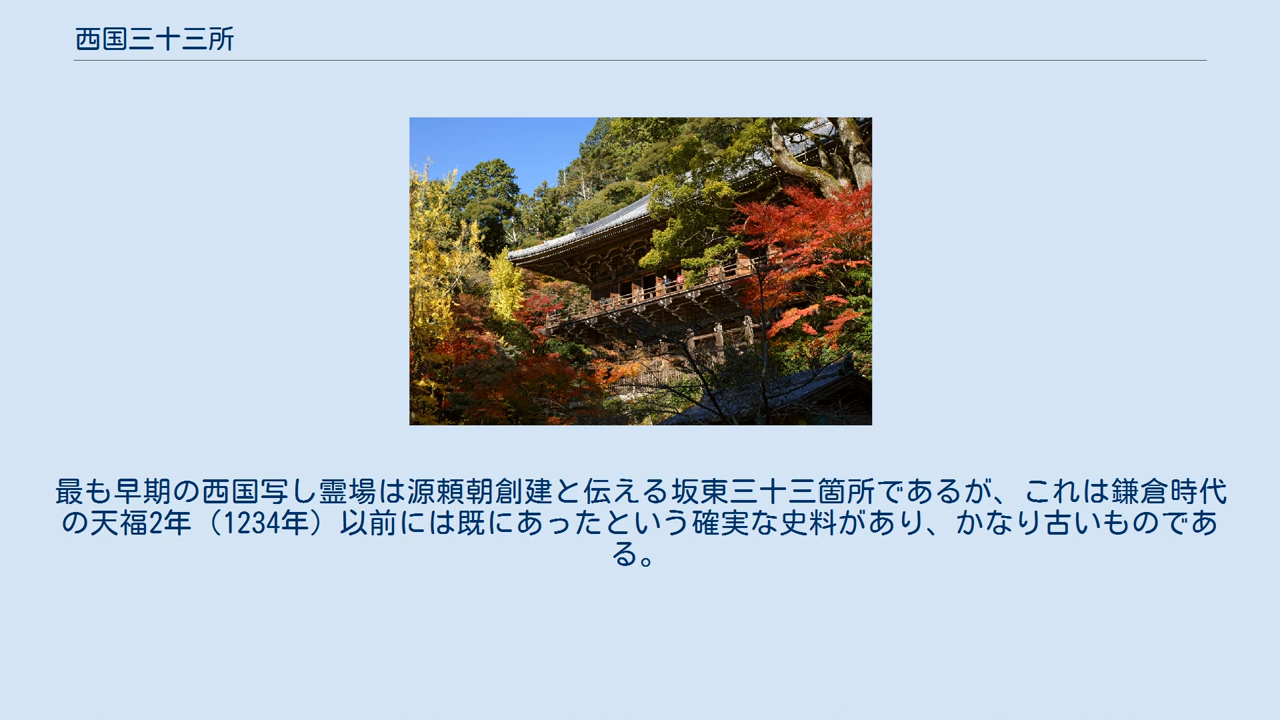 西国三十三所
最も早期の西国写し霊場は源頼朝創建と伝える坂東三十三箇所であるが、これは鎌倉時代
の天福2年（1234年）以前には既にあったという確実な史料があり、かなり古いものであ
る。